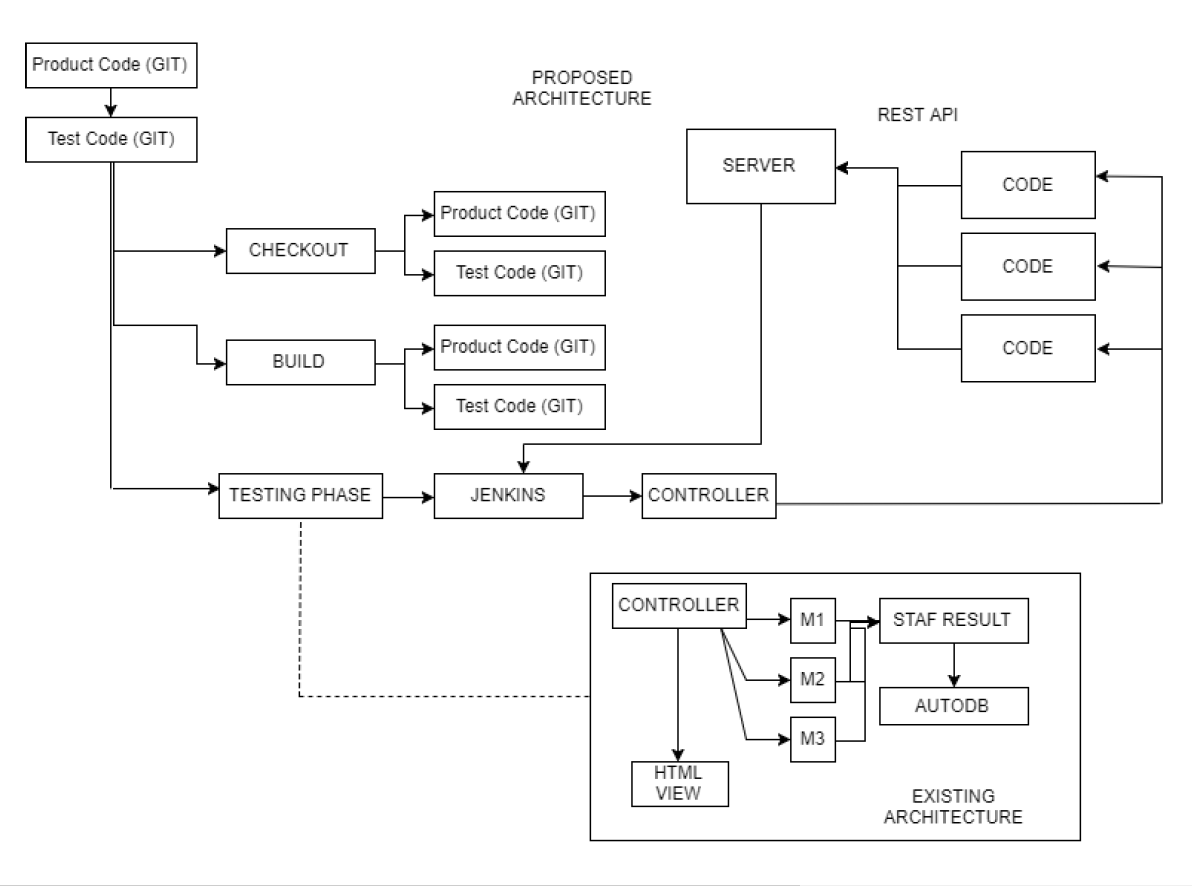 Product Code (GIT)
Test Code (GIT)
PROPOSED
ARCHITECTURE
REST API
SERVER
CODE
CODE
CODE
CHECKOUT
Product Code (GIT)
Test Code (GIT)
BUILD
Product Code (GIT)
Test Code (GIT)
TESTING PHASE
JENKINS
CONTROLLER
CONTROLLER
M1
M2
M3
STAF RESULT
AUTODB
HTML
VIEW
EXISTING
ARCHITECTURE